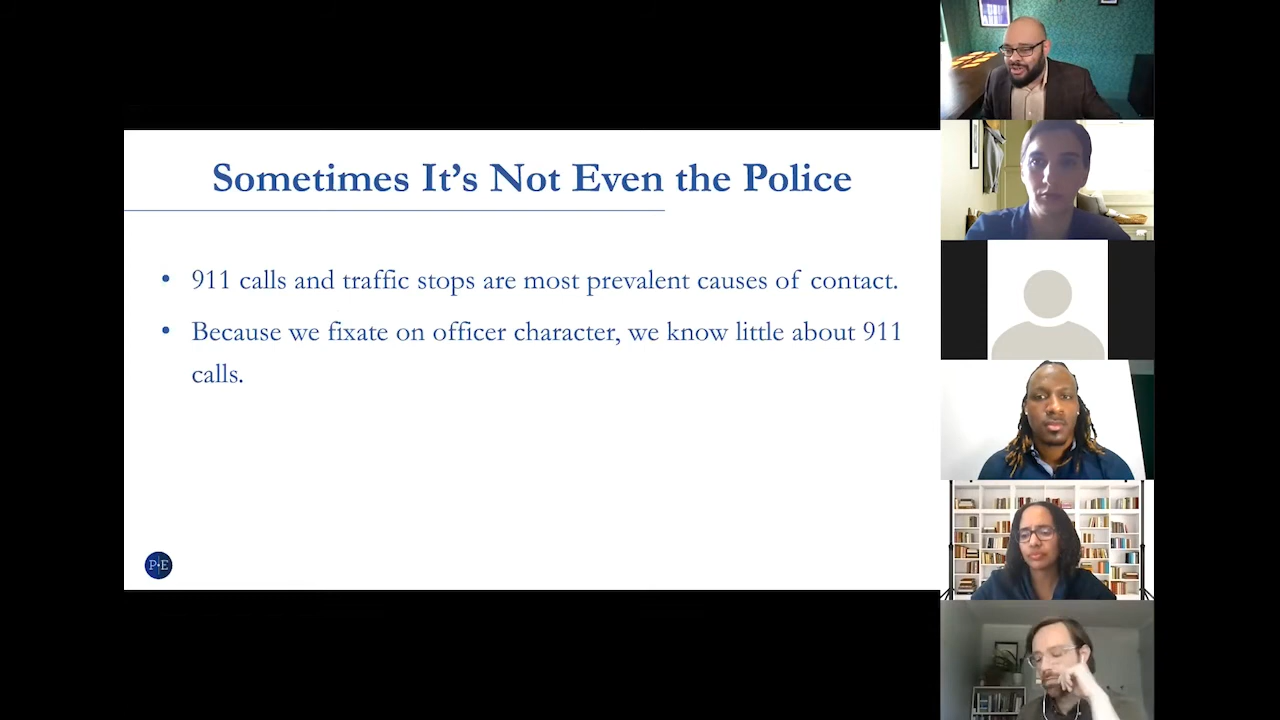 Sometimes It's Not Even the Police
• 911 calls and traffic stops are most prevalent causes of contact.
• Because we fixate on officer character, we know little about 911
calls.
P+E